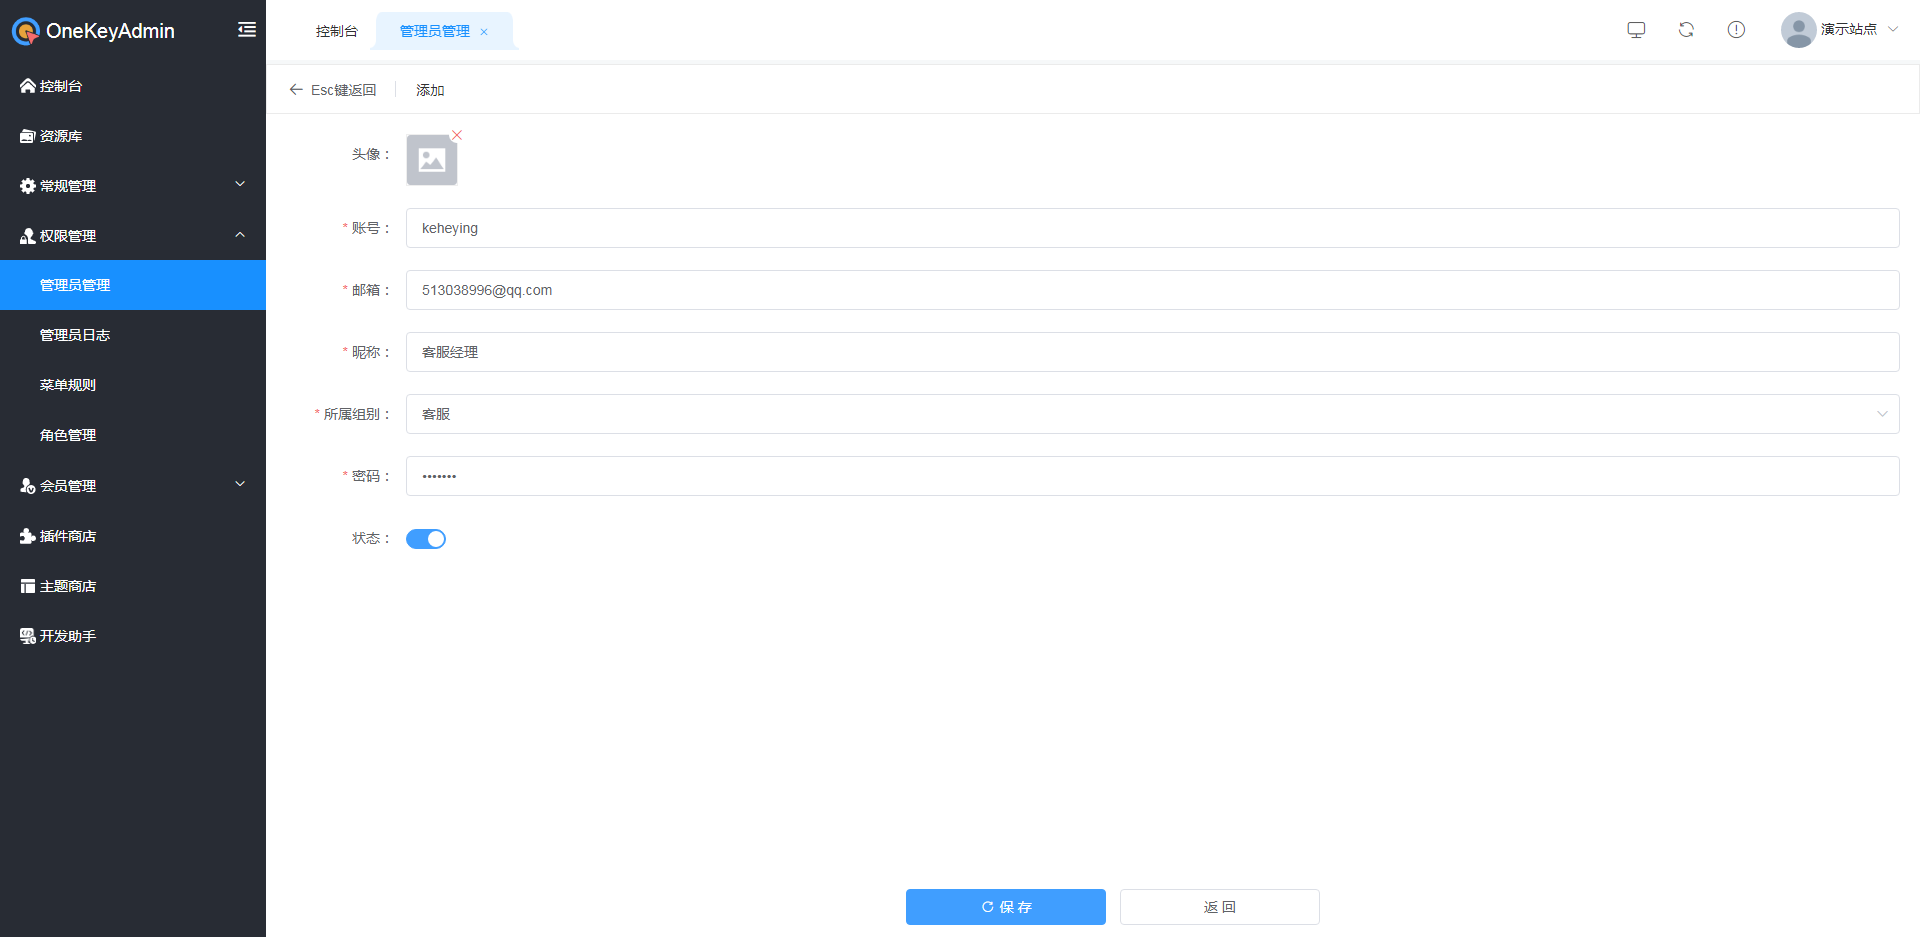 OneKeyAdmin
控制台
资源库
常规管理
权限管理
管理员管理
管理员日志
菜单规则
角色管理
会员管理
插件商店
主题商店
开发助手
控制台 管理员管理
演示站点
Esc键返回 添加
头像：
* 账号： keheying
* 邮箱： 513038996@qq.com
* 昵称： 客服经理
* 所属组别： 客服
* 密码： •••••••
状态：
保 存 返 回